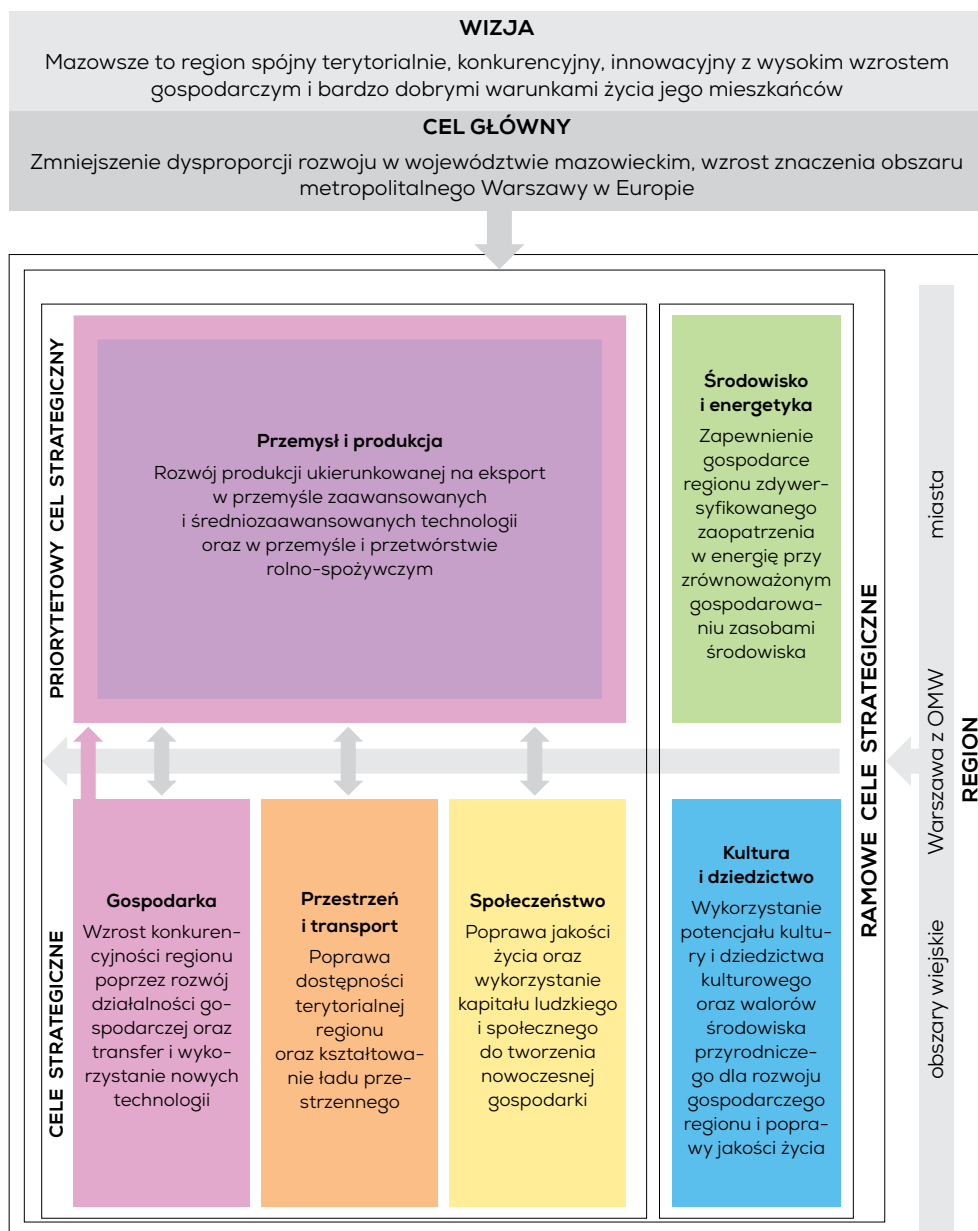 WIZJA
Mazowsze to region spójny terytorialnie, konkurencyjny, innowacyjny z wysokim wzrostem
gospodarczym i bardzo dobrymi warunkami życia jego mieszkańców
CEL GŁÓWNY
Zmniejszenie dysproporcji rozwoju w województwie mazowieckim, wzrost znaczenia obszaru
metropolitalnego Warszawy w Europie
PRIORYTETOWY CEL STRATEGICZNY
Przemysł i produkcja
Rozwój produkcji ukierunkowanej na eksport
w przemyśle zaawansowanych
i średniozaawansowanych technologii
oraz w przemyśle i przetwórstwie
rolno-spożywczym
Środowisko
i energetyka
Zapewnienie
gospodarce
regionu zdywer-
syfikowanego
zaopatrzenia
w energię przy
zrównoważonym
gospodarowa-
niu zasobami
środowiska
CELE STRATEGICZNE
Gospodarka
Wzrost konkuren-
cyjności regionu
poprzez rozwój
działalności go-
spodarczej oraz
transfer i wyko-
rzystanie nowych
technologii
Przestrzeń
i transport
Poprawa
dostępności
terytorialnej
regionu
oraz kształtowa-
nie ładu prze-
strzennego
Społeczeństwo
Poprawa jakości
życia oraz
wykorzystanie
kapitału ludzkiego
i społecznego
do tworzenia
nowoczesnej
gospodarki
Kultura
i dziedzictwo
Wykorzystanie
potencjału kultu-
ry i dziedzictwa
kulturowego
oraz walorów
środowiska
przyrodnicze-
go dla rozwoju
gospodarczego
regionu i popra-
wy jakości życia
RAMOWE CELE STRATEGICZNE
miasta
Warszawa z OMW
obszary wiejskie
REGION